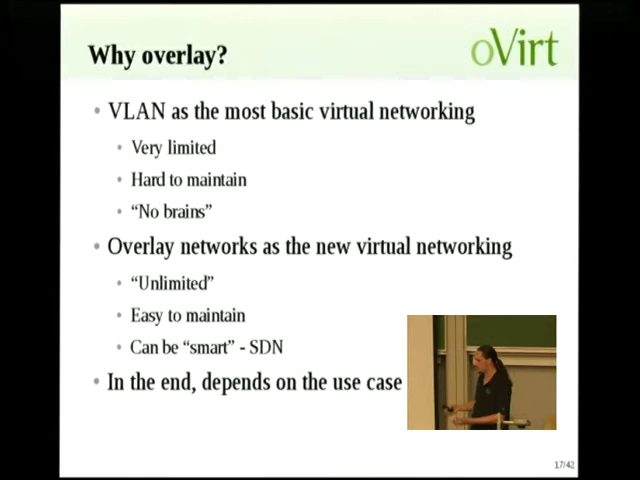 Why overlay?
oVirt
VLAN as the most basic virtual networking
Very limited
Hard to maintain
“No brains”
Overlay networks as the new virtual networking
“Unlimited”
Easy to maintain
Can be “smart” - SDN
In the end, depends on the use case
17/42